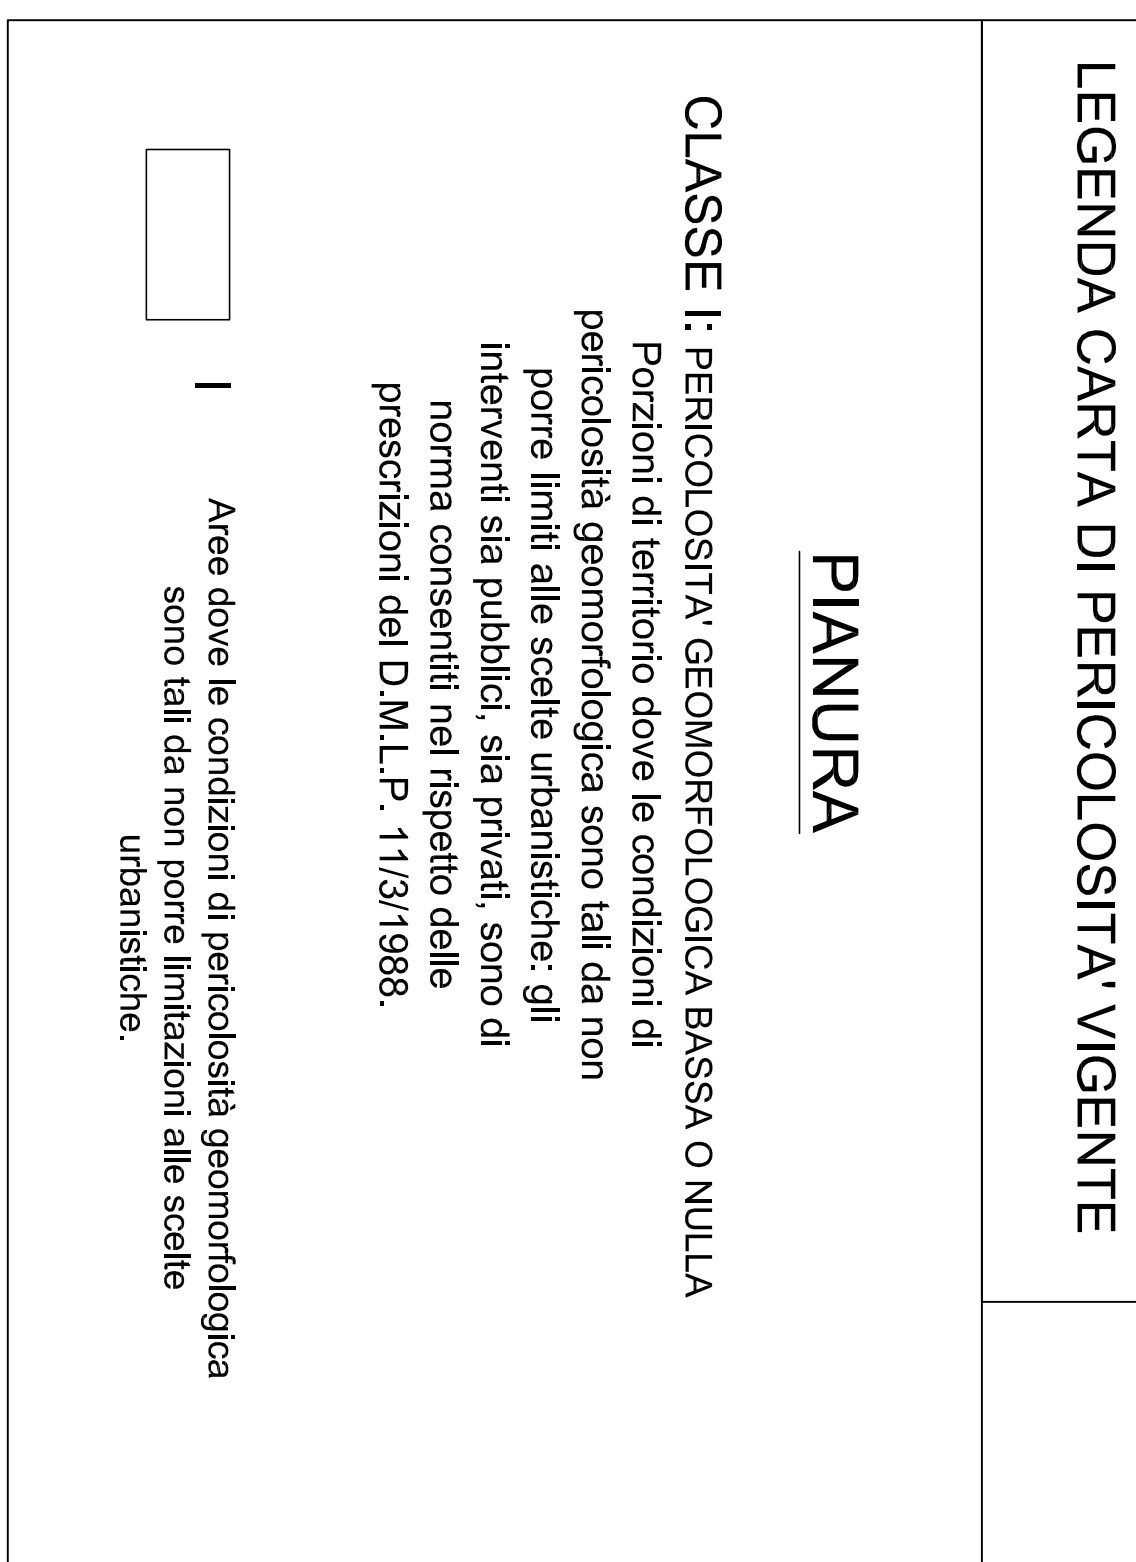 LEGENDA CARTA DI PERICOLOSITA' VIGENTE
PIANURA
CLASSE I: PERICOLOSITA' GEOMORFOLOGICA BASSA O NULLA
Porzioni di territorio dove le condizioni di
pericolosità geomorfologica sono tali da non
porre limiti alle scelte urbanistiche: gli
interventi sia pubblici, sia privati, sono di
norma consentiti nel rispetto delle
prescrizioni del D.M.L.P. 11/3/1988.
I Aree dove le condizioni di pericolosità geomorfologica
sono tali da non porre limitazioni alle scelte
urbanistiche.